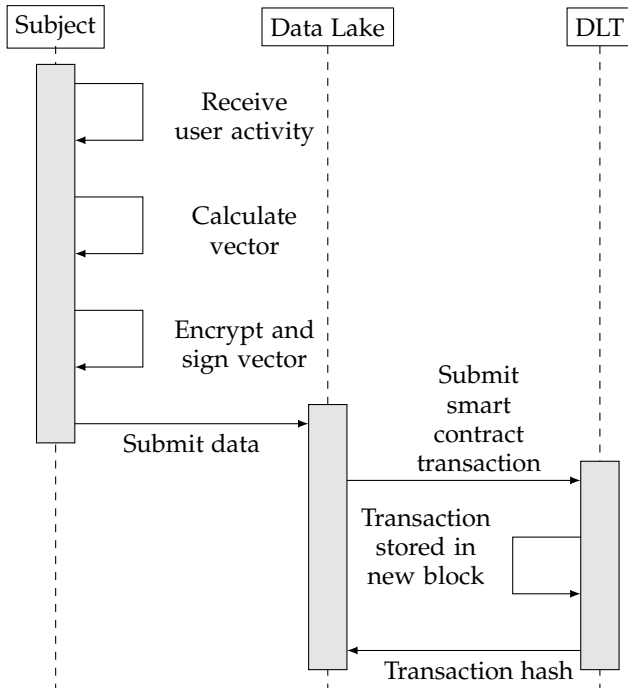 Subject
Data Lake
DLT
Receive
user activity
Calculate
vector
Encrypt and
sign vector
Submit data
Submit
smart
contract
transaction
Transaction
stored in
new block
Transaction hash